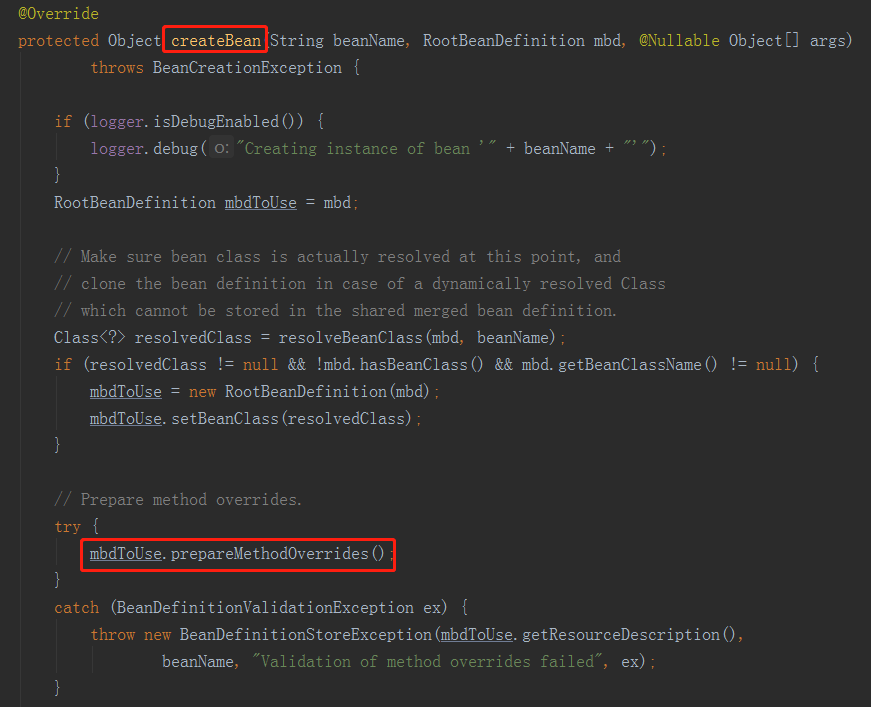 @Override
protected Object createBean(String beanName, RootBeanDefinition mbd, @Nullable Object[] args)
throws BeanCreationException {
if (logger.isDebugEnabled()) {
logger.debug( o: "Creating instance of bean '" + beanName + "'");
}
RootBeanDefinition mbdToUse = mbd;
// Make sure bean class is actually resolved at this point, and
// clone the bean definition in case of a dynamically resolved Class
// which cannot be stored in the shared merged bean definition.
Class<?> resolvedClass = resolveBeanClass(mbd, beanName);
if (resolvedClass != null && !mbd.hasBeanClass() && mbd.getBeanClassName() != null) {
mbdToUse = new RootBeanDefinition(mbd);
mbdToUse.setBeanClass(resolvedClass);
}
// Prepare method overrides.
try {
mbdToUse.prepareMethodOverrides();
}
catch (BeanDefinitionValidationException ex) {
throw new BeanDefinitionStoreException(mbdToUse.getResourceDescription(),
beanName, "Validation of method overrides failed", ex);
}